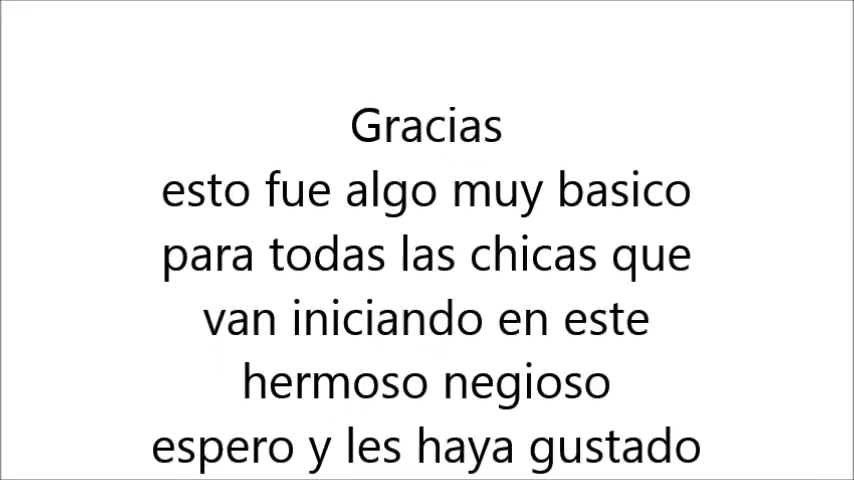 Gracias
esto fue algo muy basico
para todas las chicas que
van iniciando en este
hermoso negioso
espero y les haya gustado